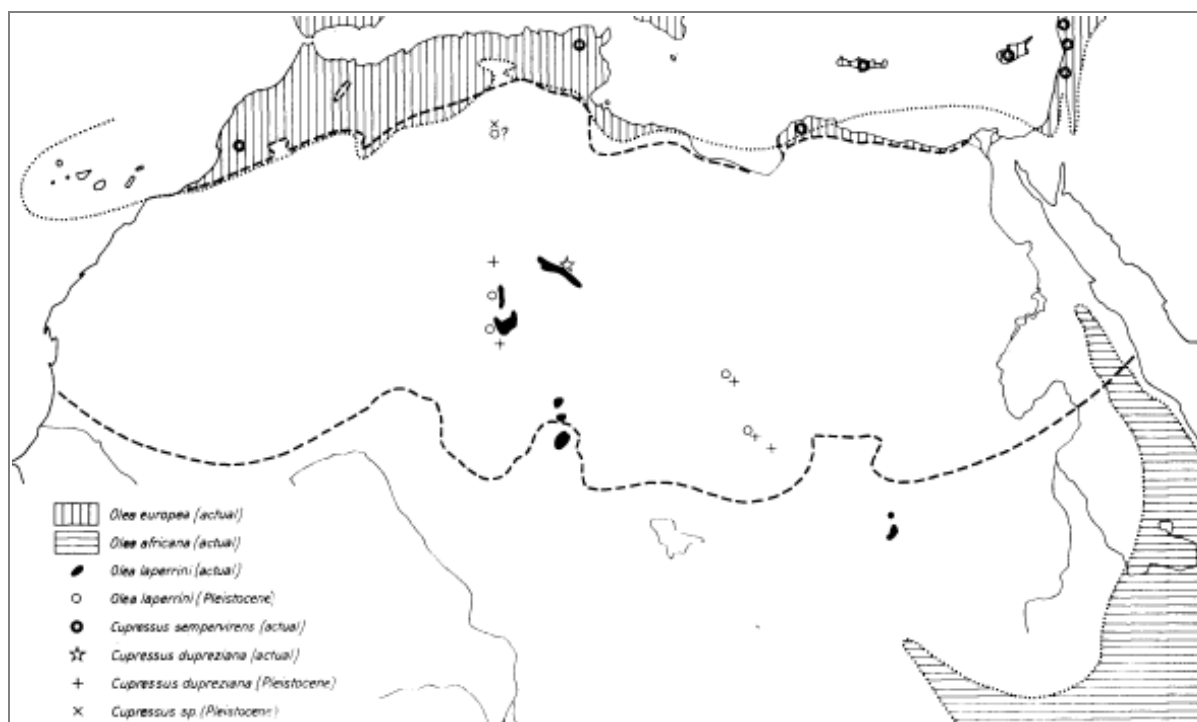 ?
Olea europea (actual)
Olea africana (actual)
Olea laperrini (actual)
Olea laperrini (Pleistocene)
Cupressus sempervirens (actual)
Cupressus dupreziana (actual)
Cupressus dupreziana (Pleistocene)
Cupressus sp. (Pleistocene)